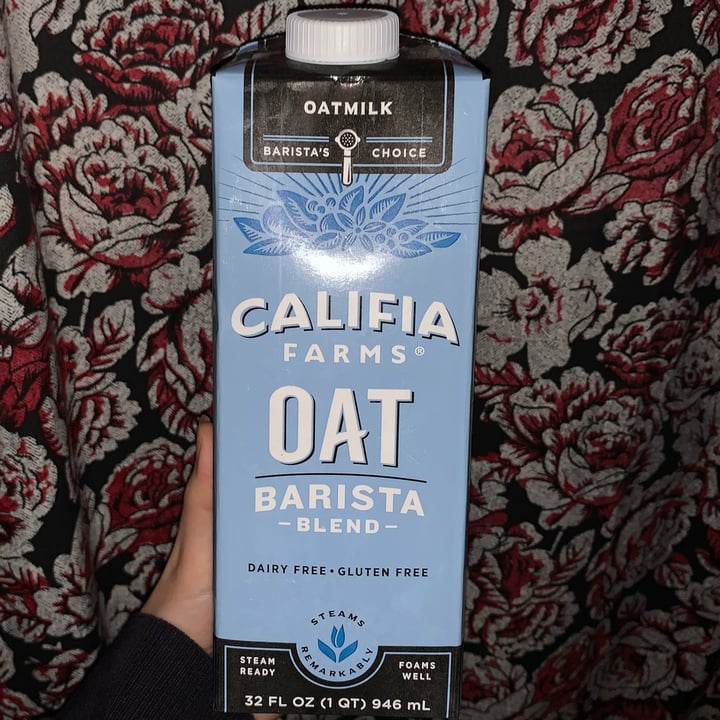 OATMILK
BARISTA'S CHOICE
CALIFIA
FARMS®
OAT
BARISTA
-BLEND-
DAIRY FREE • GLUTEN FREE
STEAMS
REMARKABLY
STEAM
READY
FOAMS
WELL
32 FL OZ (1 QT) 946 mL